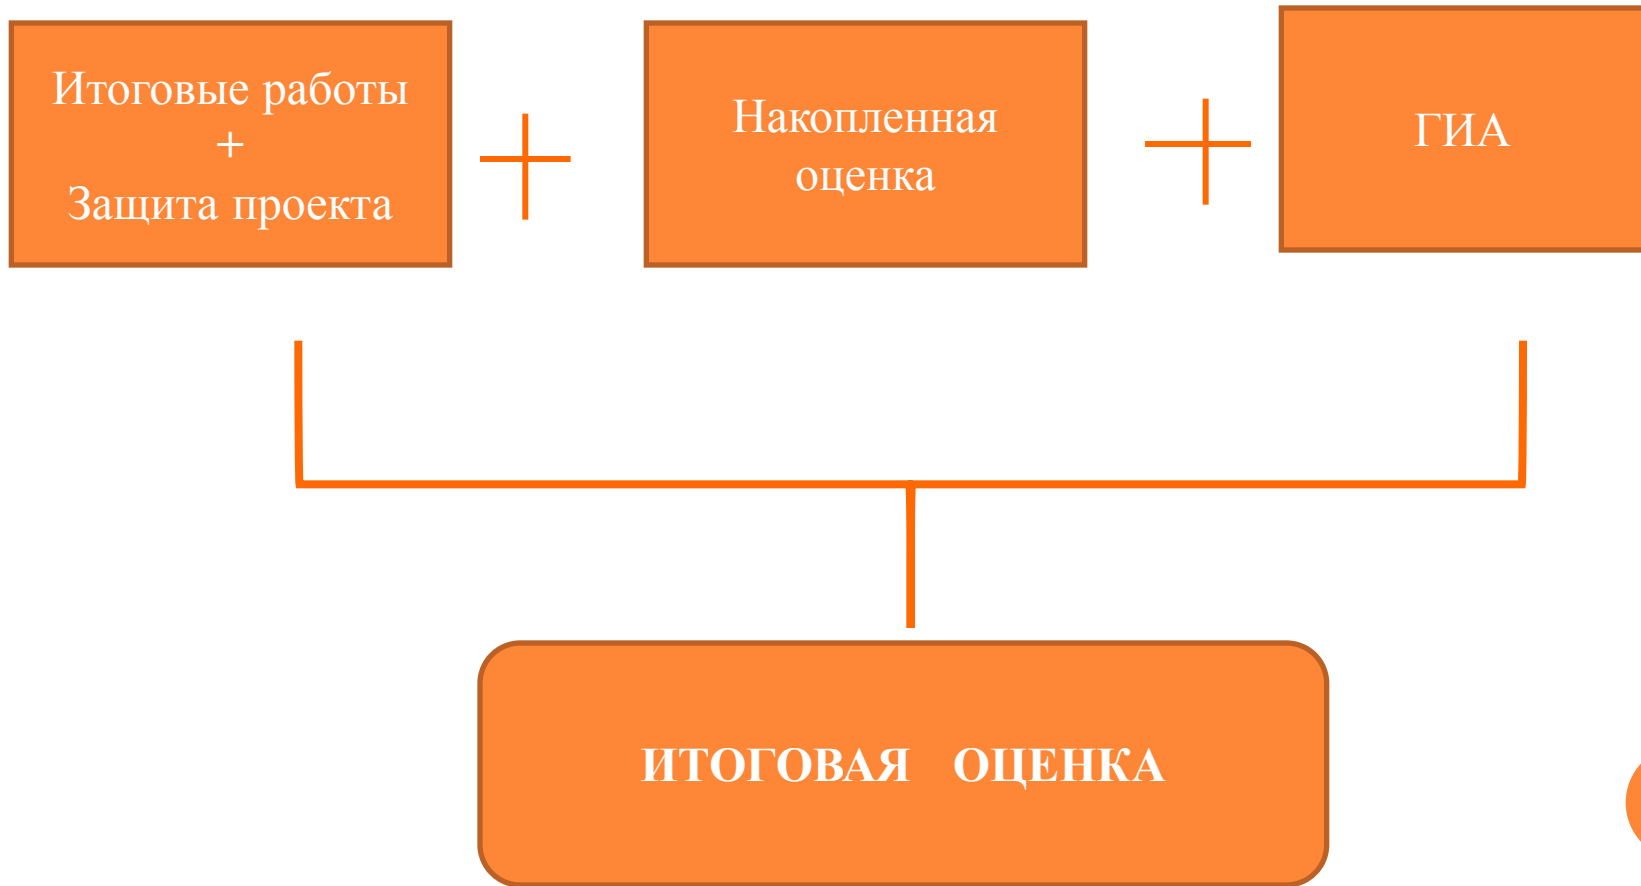 Итоговые работы
+
Защита проекта
Накопленная
оценка
ГИА
ИТОГОВАЯ ОЦЕНКА